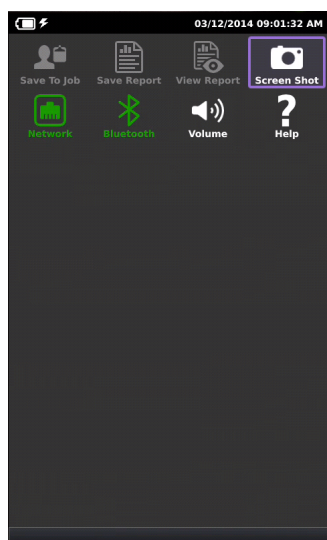 03/12/2014 09:01:32 AM
Save To Job Save Report View Report Screen Shot
Network Bluetooth Volume Help